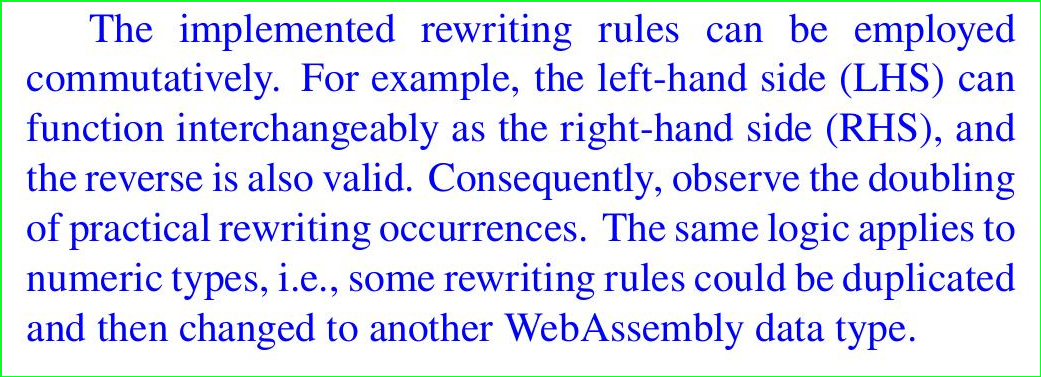 The implemented rewriting rules can be employed
commutatively. For example, the left-hand side (LHS) can
function interchangeably as the right-hand side (RHS), and
the reverse is also valid. Consequently, observe the doubling
of practical rewriting occurrences. The same logic applies to
numeric types, i.e., some rewriting rules could be duplicated
and then changed to another WebAssembly data type.